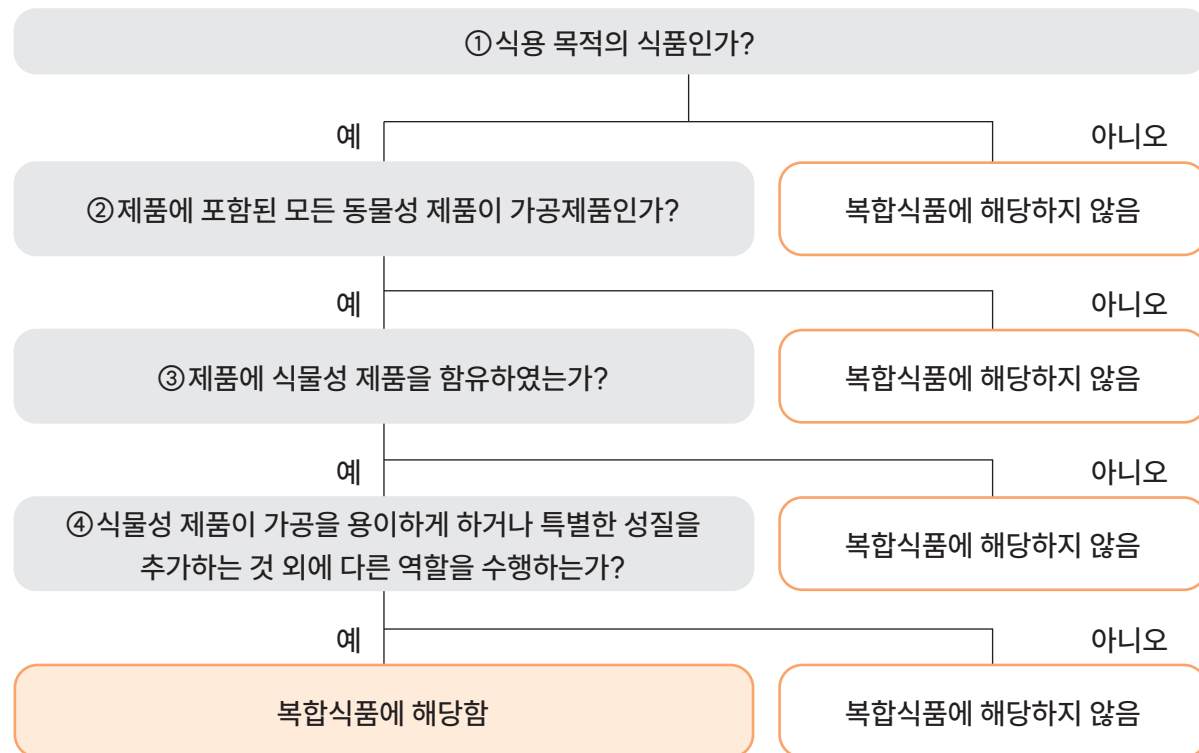 ①식용 목적의 식품인가?
예
아니오
②제품에 포함된 모든 동물성 제품이 가공제품인가?
복합식품에 해당하지 않음
예
아니오
③제품에 식물성 제품을 함유하였는가?
복합식품에 해당하지 않음
예
아니오
④식물성 제품이 가공을 용이하게 하거나 특별한 성질을
추가하는 것 외에 다른 역할을 수행하는가?
복합식품에 해당하지 않음
예
아니오
복합식품에 해당함
복합식품에 해당하지 않음